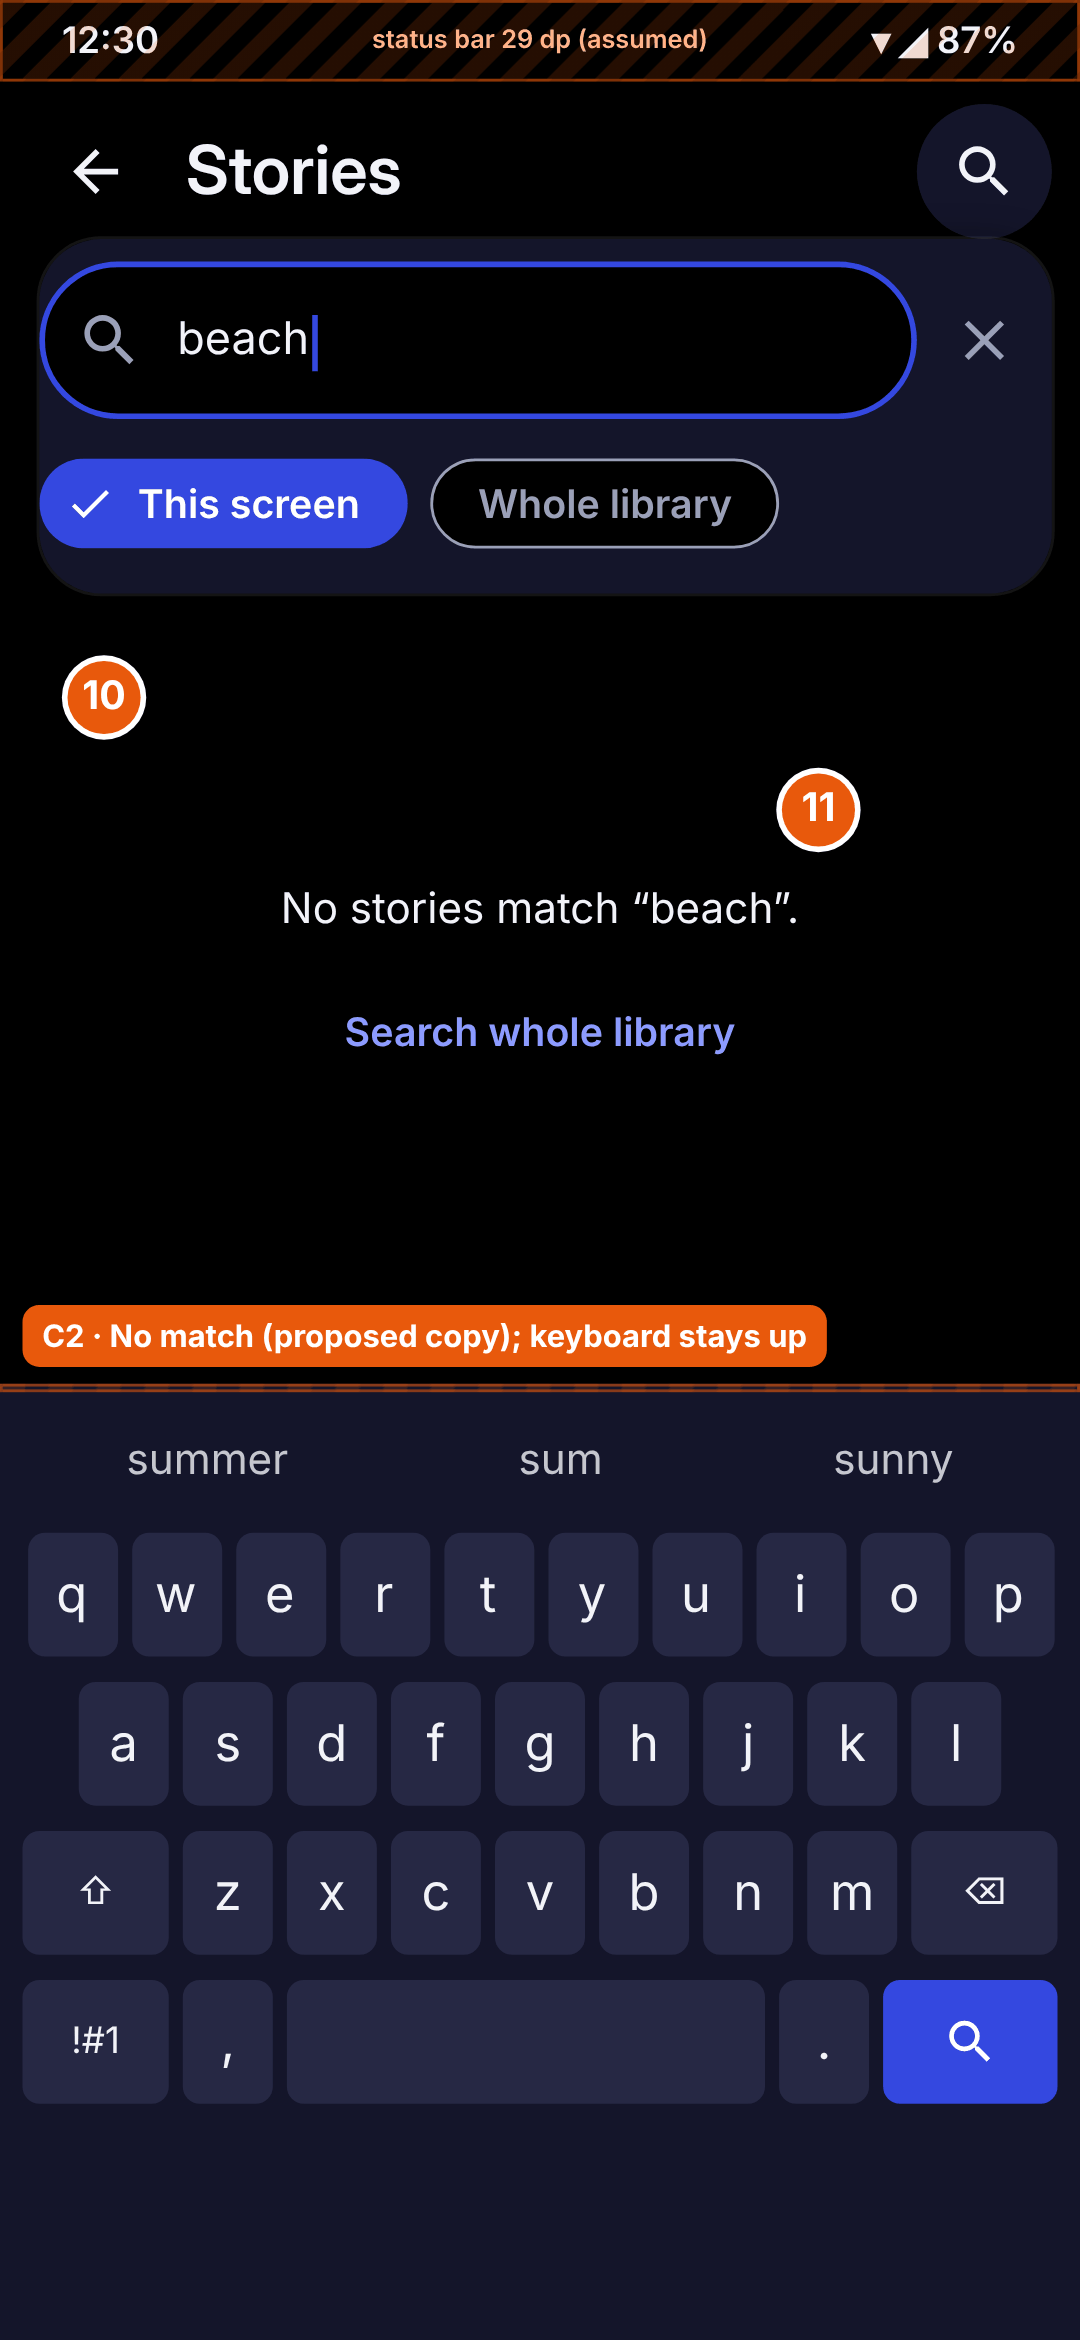 12:30 status bar 29 dp (assumed) 87%
Stories
beach
This screen Whole library
10
11
No stories match “beach”.
Search whole library
C2 · No match (proposed copy); keyboard stays up
summer sum sunny
q w e r t y u i o p
a s d f g h j k l
z x c v b n m
!#1 , .